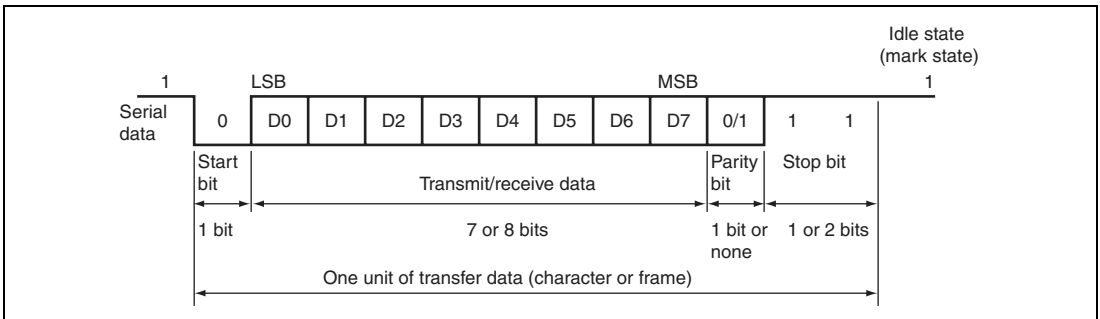 Idle state
(mark state)
1 LSB MSB 1
Serial
data
0 D0 D1 D2 D3 D4 D5 D6 D7 0/1 1 1
Start
bit
Transmit/receive data
Parity
bit
Stop bit
1 bit
7 or 8 bits
1 bit or
none
1 or 2 bits
One unit of transfer data (character or frame)